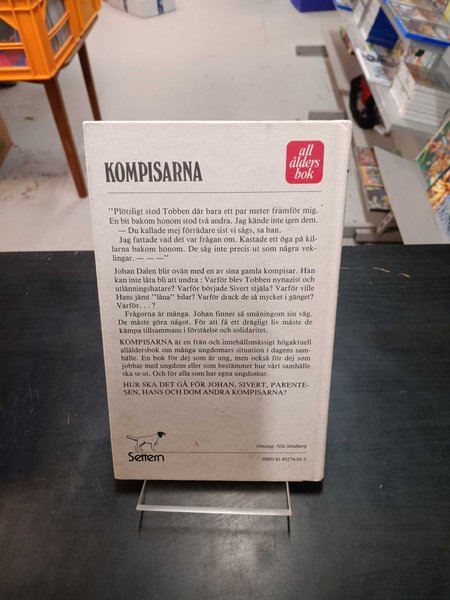 KOMPISARNA
all
ålders
bok
"Plötsligt stod Tobben där bara ett par meter framför mig.
En bit bakom honom stod två andra. Jag kände inte igen dem.
— Du kallade mej förrädare sist vi sågs, sa han.
Jag fattade vad det var frågan om. Kastade ett öga på kil-
larna bakom honom. De såg inte precis ut som några vek-
lingar. — — —"
Johan Dalen blir ovän med en av sina gamla kompisar. Han
kan inte låta bli att undra : Varför blev Tobben nynazist och
utlänningshatare? Varför började Sivert stjäla? Varför ville
Hans jämt "låna" bilar? Varför drack de så mycket i gänget?
Varför. . . ?
Frågorna är många. Johan finner så småningom sin väg.
De måste göra något. För att få ett drägligt liv måste de
kämpa tillsammans i förståelse och solidaritet.
KOMPISARNA är en frän och innehållsmässigt högaktuell
allåldersbok om många ungdomars situation i dagens sam-
hälle. En bok för dej som är ung, men också för dej som
jobbar med ungdom eller som bestämmer hur vårt samhälle
ska se ut. Och för alla som har egna ungdomar.
HUR SKA DET GÅ FÖR JOHAN, SIVERT, PARENTE-
SEN, HANS OCH DOM ANDRA KOMPISARNA?
Settern
Omslag: Nils Sjödberg
ISBN 91-85274-93-3